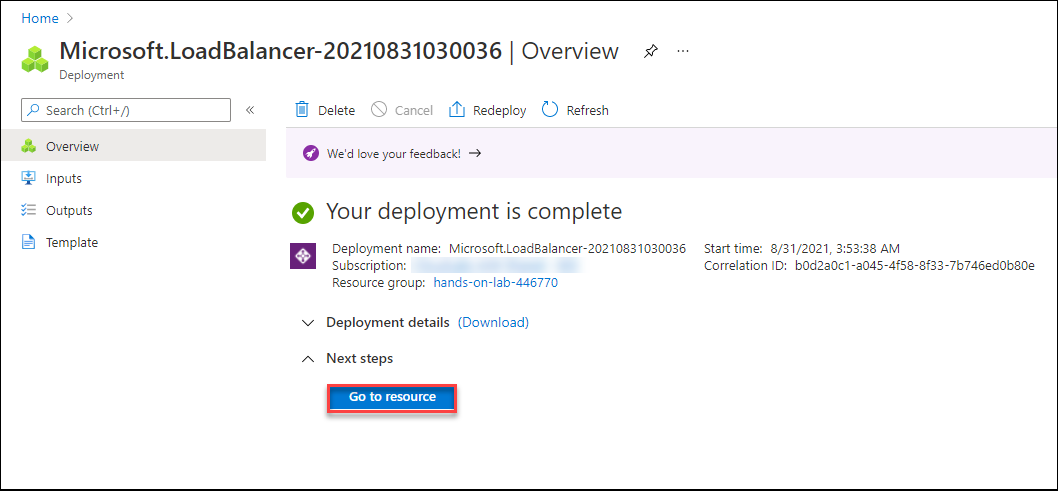 Home >
Microsoft.LoadBalancer-20210831030036 | Overview ...
Deployment
Search (Ctrl+/) «
Delete Cancel Redeploy Refresh
Overview
Inputs
Outputs
Template
We'd love your feedback! →
Your deployment is complete
Deployment name: Microsoft.LoadBalancer-20210831030036 Start time: 8/31/2021, 3:53:38 AM
Subscription: Correlation ID: b0d2a0c1-a045-4f58-8f33-7b746ed0b80e
Resource group: hands-on-lab-446770
Deployment details (Download)
Next steps
Go to resource